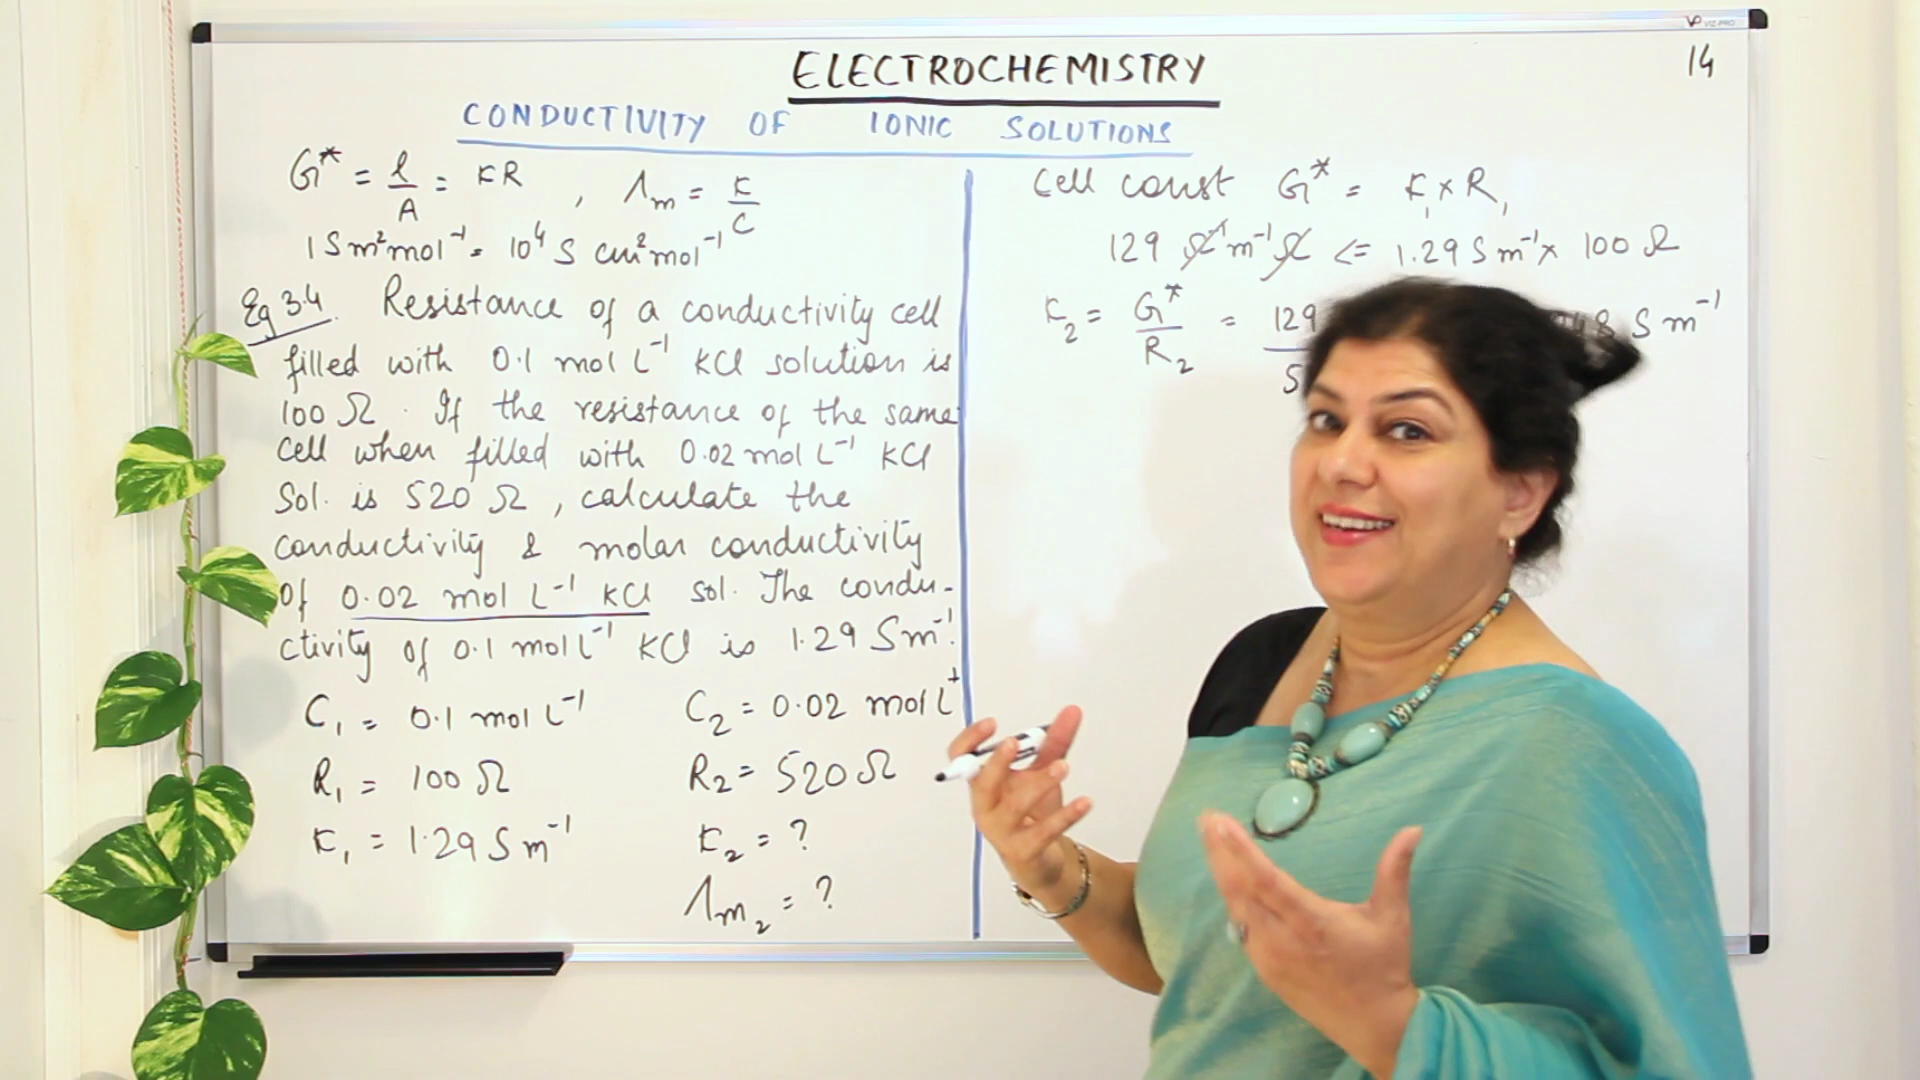 VP VIZ-PRO
ELECTROCHEMISTRY
14
CONDUCTIVITY OF IONIC SOLUTIONS
G* = l/A = κR , Λm = κ/C
1 S m² mol⁻¹ = 10⁴ S cm² mol⁻¹
Eg 3.4 Resistance of a conductivity cell
filled with 0.1 mol L⁻¹ KCl solution is
100 Ω . If the resistance of the same
cell when filled with 0.02 mol L⁻¹ KCl
Sol. is 520 Ω , calculate the
conductivity & molar conductivity
of 0.02 mol L⁻¹ KCl sol. The condu-
ctivity of 0.1 mol L⁻¹ KCl is 1.29 S m⁻¹.
C₁ = 0.1 mol L⁻¹ C₂ = 0.02 mol L⁻¹
R₁ = 100 Ω R₂ = 520 Ω
κ₁ = 1.29 S m⁻¹ κ₂ = ?
Λm₂ = ?
Cell const G* = κ₁ × R₁
129 Ω⁻¹ m⁻¹ Ω <= 1.29 S m⁻¹ × 100 Ω
κ₂ = G*/R₂ = 129/5 48 S m⁻¹